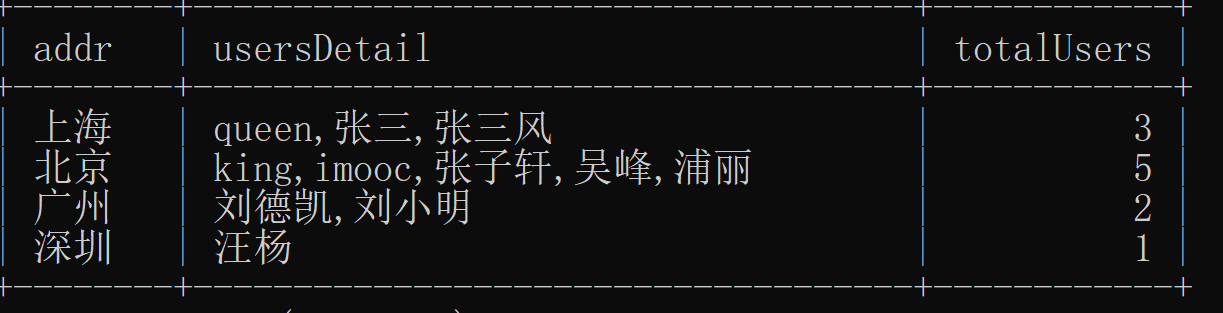 +--------+------------------------------------+------------+
| addr | usersDetail | totalUsers |
+--------+------------------------------------+------------+
| 上海 | queen,张三,张三风 | 3 |
| 北京 | king,imooc,张子轩,吴峰,浦丽 | 5 |
| 广州 | 刘德凯,刘小明 | 2 |
| 深圳 | 汪杨 | 1 |
+--------+------------------------------------+------------+